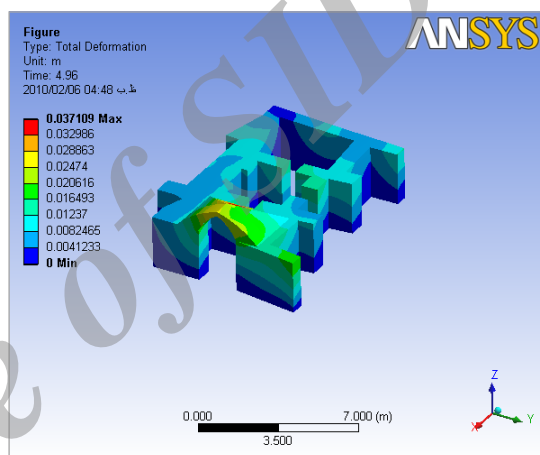 Figure
Type: Total Deformation
Unit: m
Time: 4.96
2010/02/06 04:48 ظ.ب
ANSYS
0.037109 Max
0.032986
0.028863
0.02474
0.020616
0.016493
0.01237
0.0082465
0.0041233
0 Min
e of SID
0.000
7.000 (m)
3.500
Z
Y
X